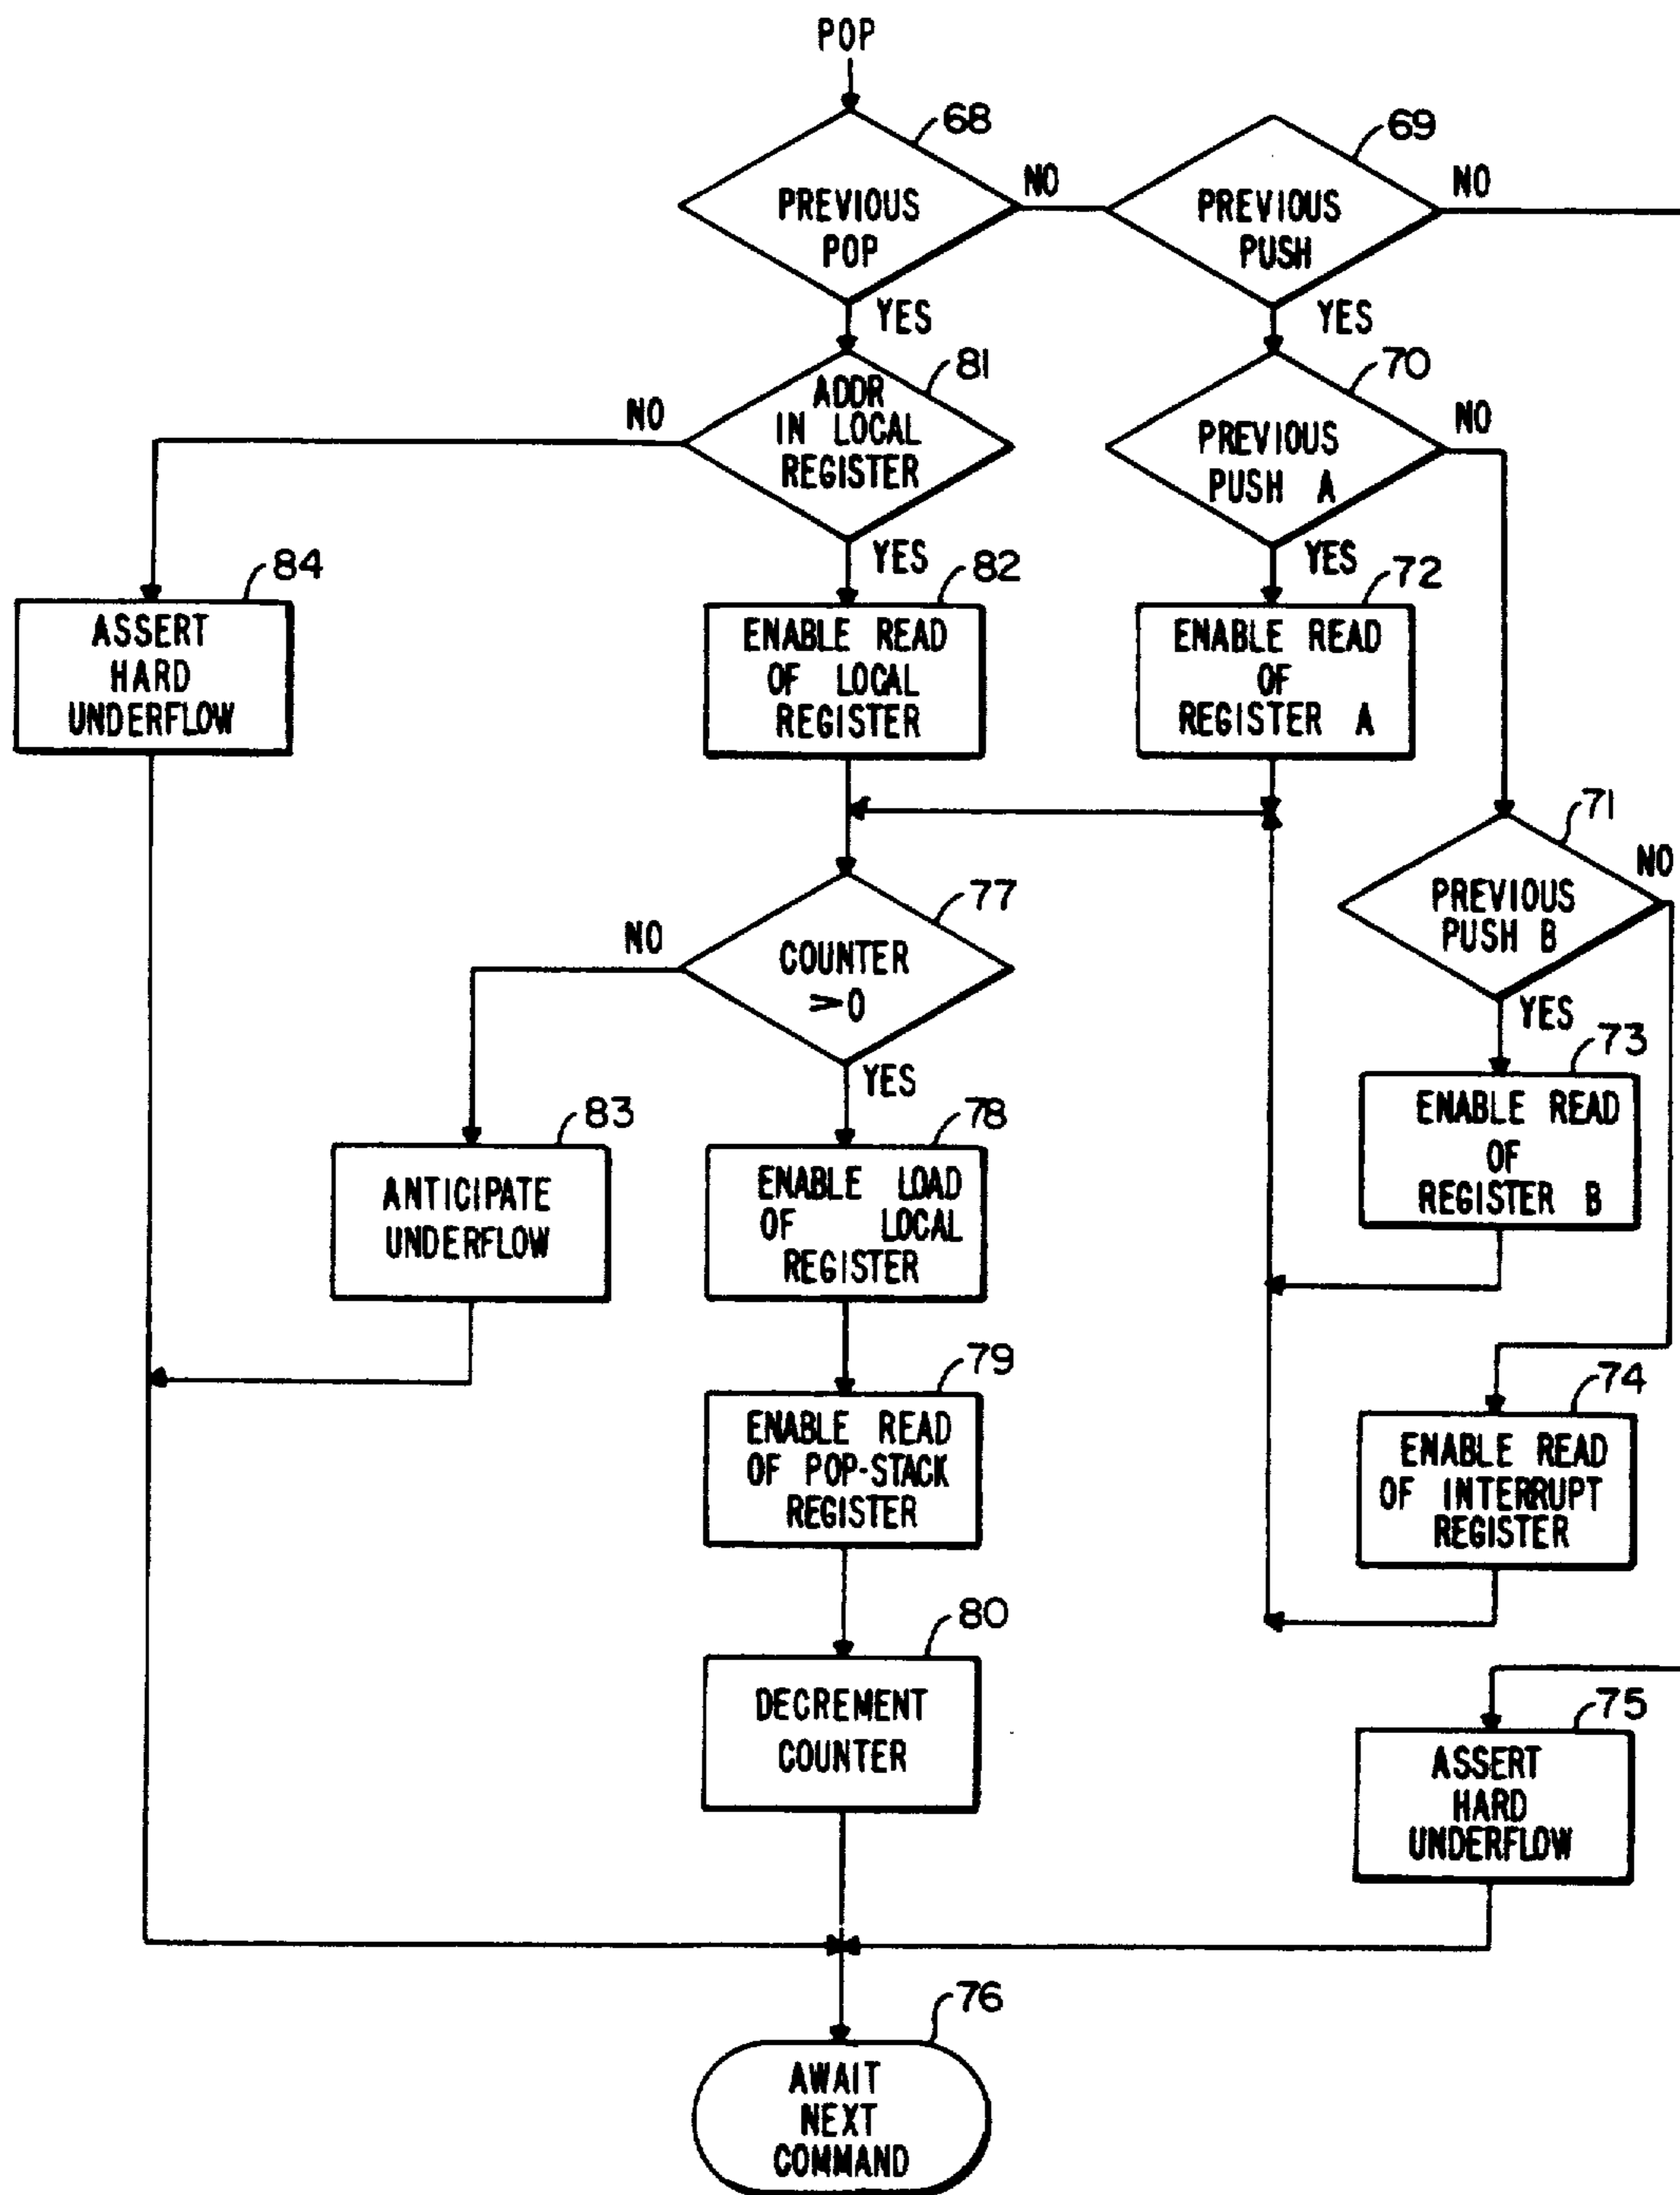 POP
68
69
PREVIOUS
POP
NO
PREVIOUS
PUSH
NO
YES
YES
81
70
ADDR
IN LOCAL
REGISTER
NO
PREVIOUS
PUSH A
NO
YES
YES
84
ASSERT
HARD
UNDERFLOW
82
ENABLE READ
OF LOCAL
REGISTER
72
ENABLE READ
OF
REGISTER A
71
PREVIOUS
PUSH B
NO
YES
77
COUNTER
>0
NO
YES
73
ENABLE READ
OF
REGISTER B
83
ANTICIPATE
UNDERFLOW
78
ENABLE LOAD
OF LOCAL
REGISTER
79
ENABLE READ
OF POP-STACK
REGISTER
74
ENABLE READ
OF INTERRUPT
REGISTER
80
DECREMENT
COUNTER
75
ASSERT
HARD
UNDERFLOW
76
AWAIT
NEXT
COMMAND